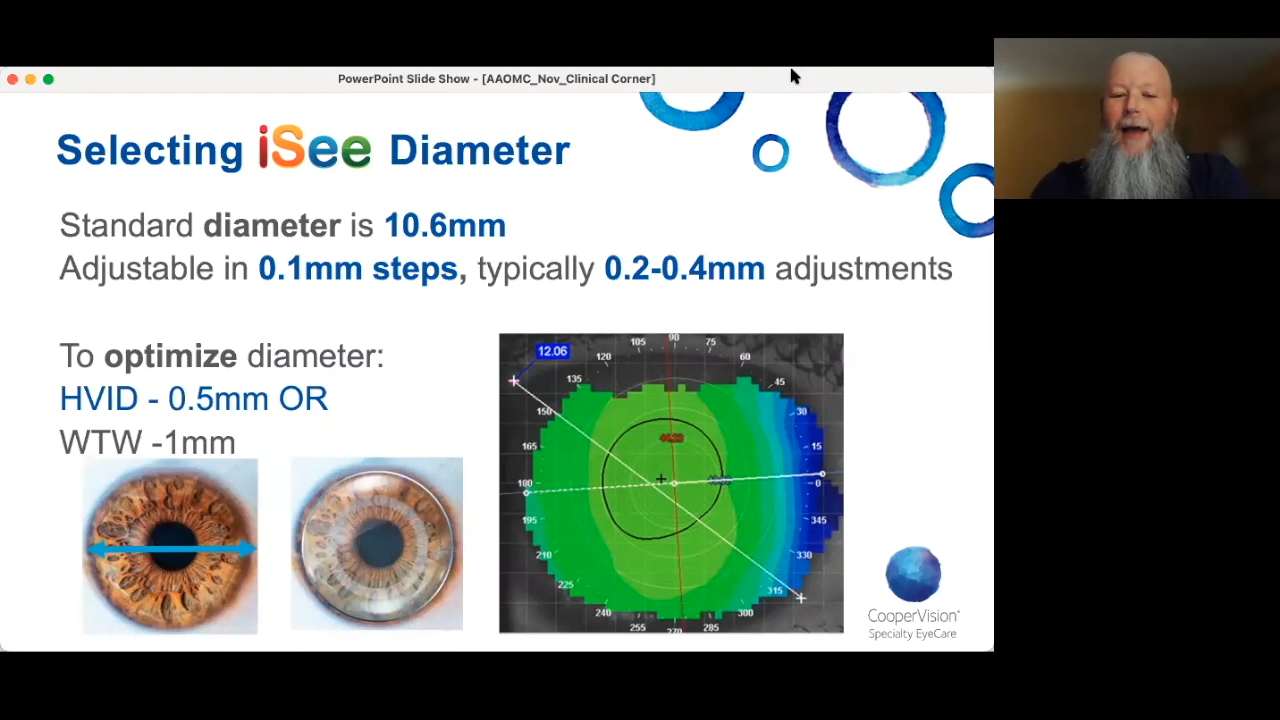 PowerPoint Slide Show - [AAOMC_Nov_Clinical Corner]
Selecting iSee Diameter
Standard diameter is 10.6mm
Adjustable in 0.1mm steps, typically 0.2-0.4mm adjustments
To optimize diameter:
HVID - 0.5mm OR
WTW -1mm
12.06
90
105
75
120
60
135
45
150
30
165
15
180
0
195
345
210
330
225
315
240
300
255
270
285
CooperVision®
Specialty EyeCare